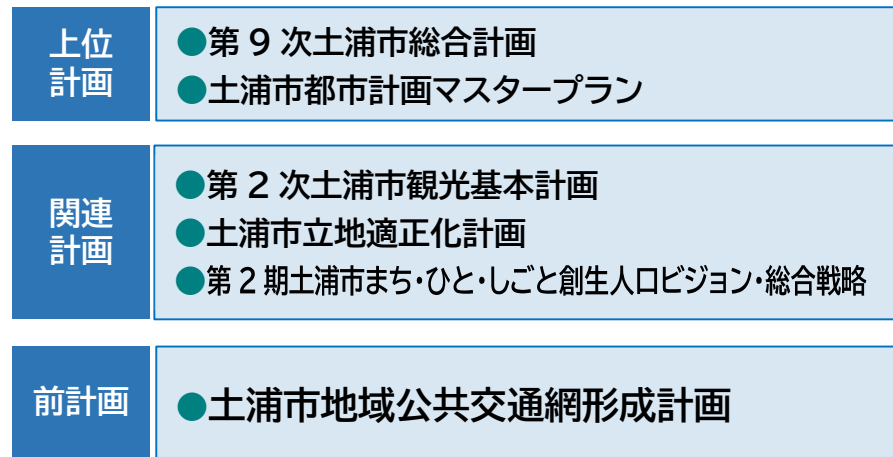 上位
計画
●第9次土浦市総合計画
●土浦市都市計画マスタープラン
関連
計画
●第2次土浦市観光基本計画
●土浦市立地適正化計画
●第2期土浦市まち・ひと・しごと創生人口ビジョン・総合戦略
前計画
●土浦市地域公共交通網形成計画